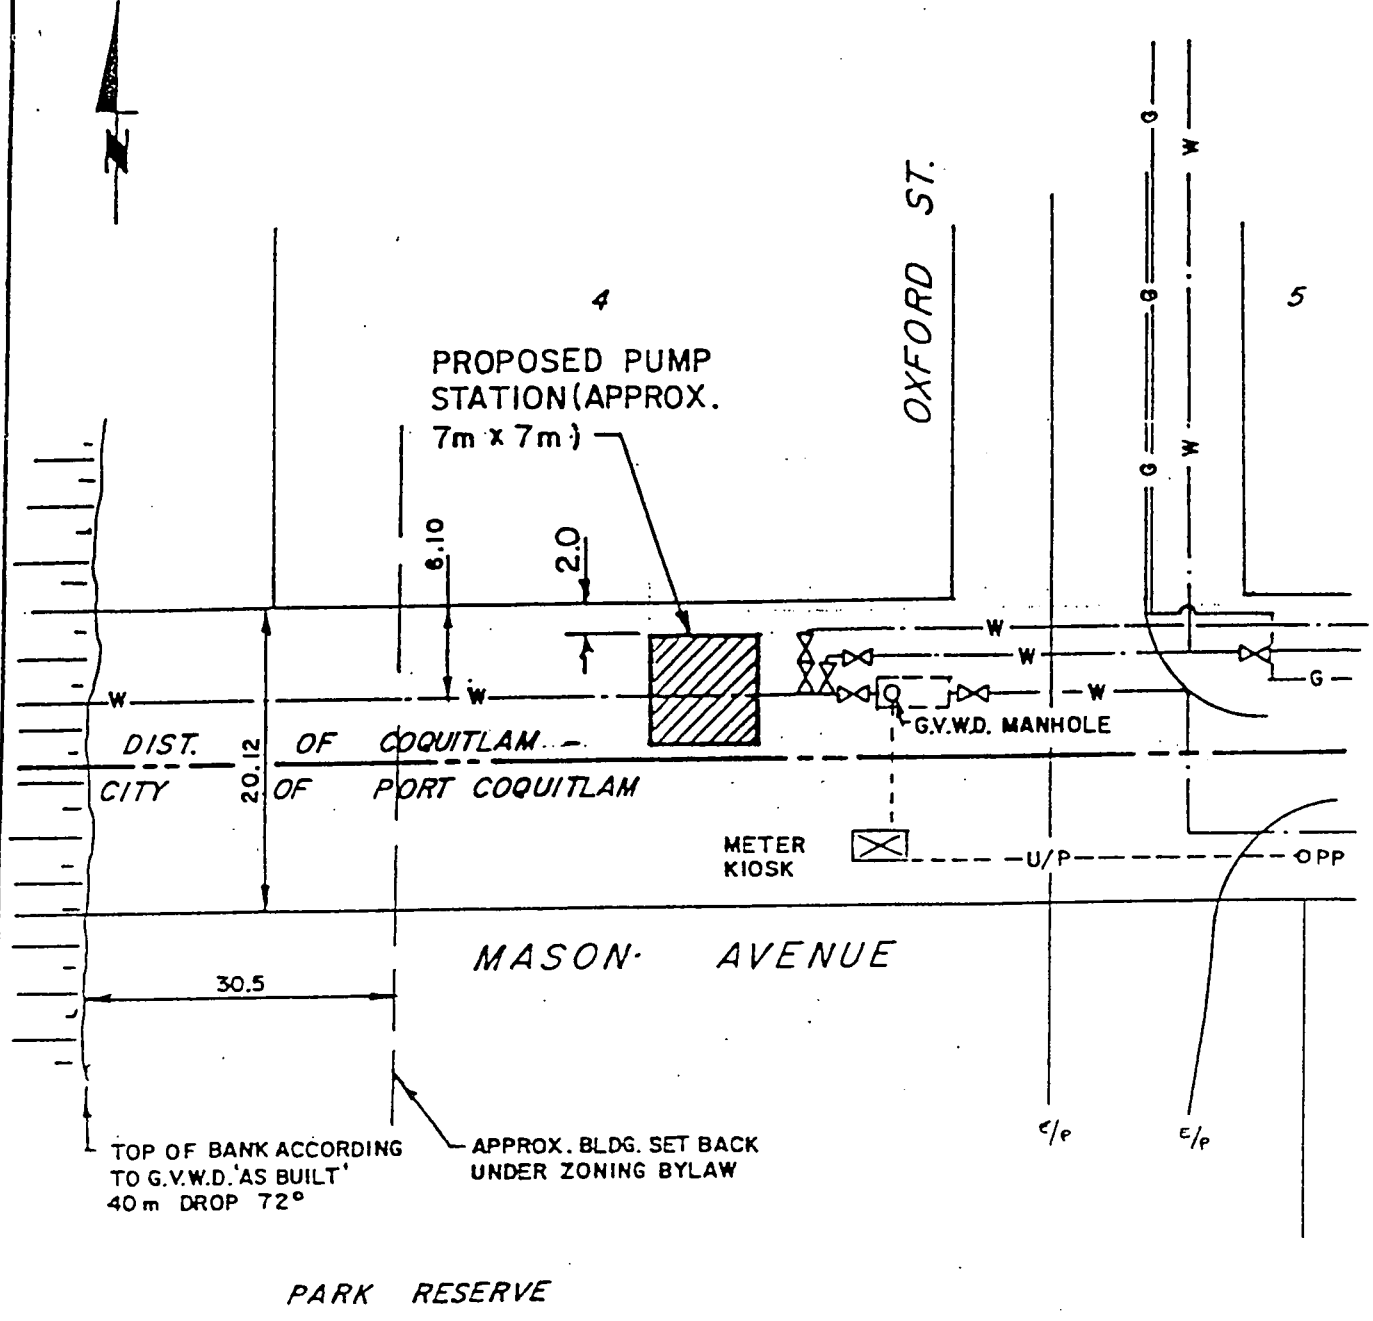 N
OXFORD ST.
G
W
4
5
G
PROPOSED PUMP
STATION (APPROX.
7m x 7m)
W
G
6.10
2.0
W
W
W
W
W
G
G.V.W.D. MANHOLE
DIST. OF COQUITLAM
20.12
CITY OF PORT COQUITLAM
METER
KIOSK
U/P
OPP
MASON AVENUE
30.5
E/P
E/P
TOP OF BANK ACCORDING
TO G.V.W.D. 'AS BUILT'
40m DROP 72°
APPROX. BLDG. SET BACK
UNDER ZONING BYLAW
PARK RESERVE